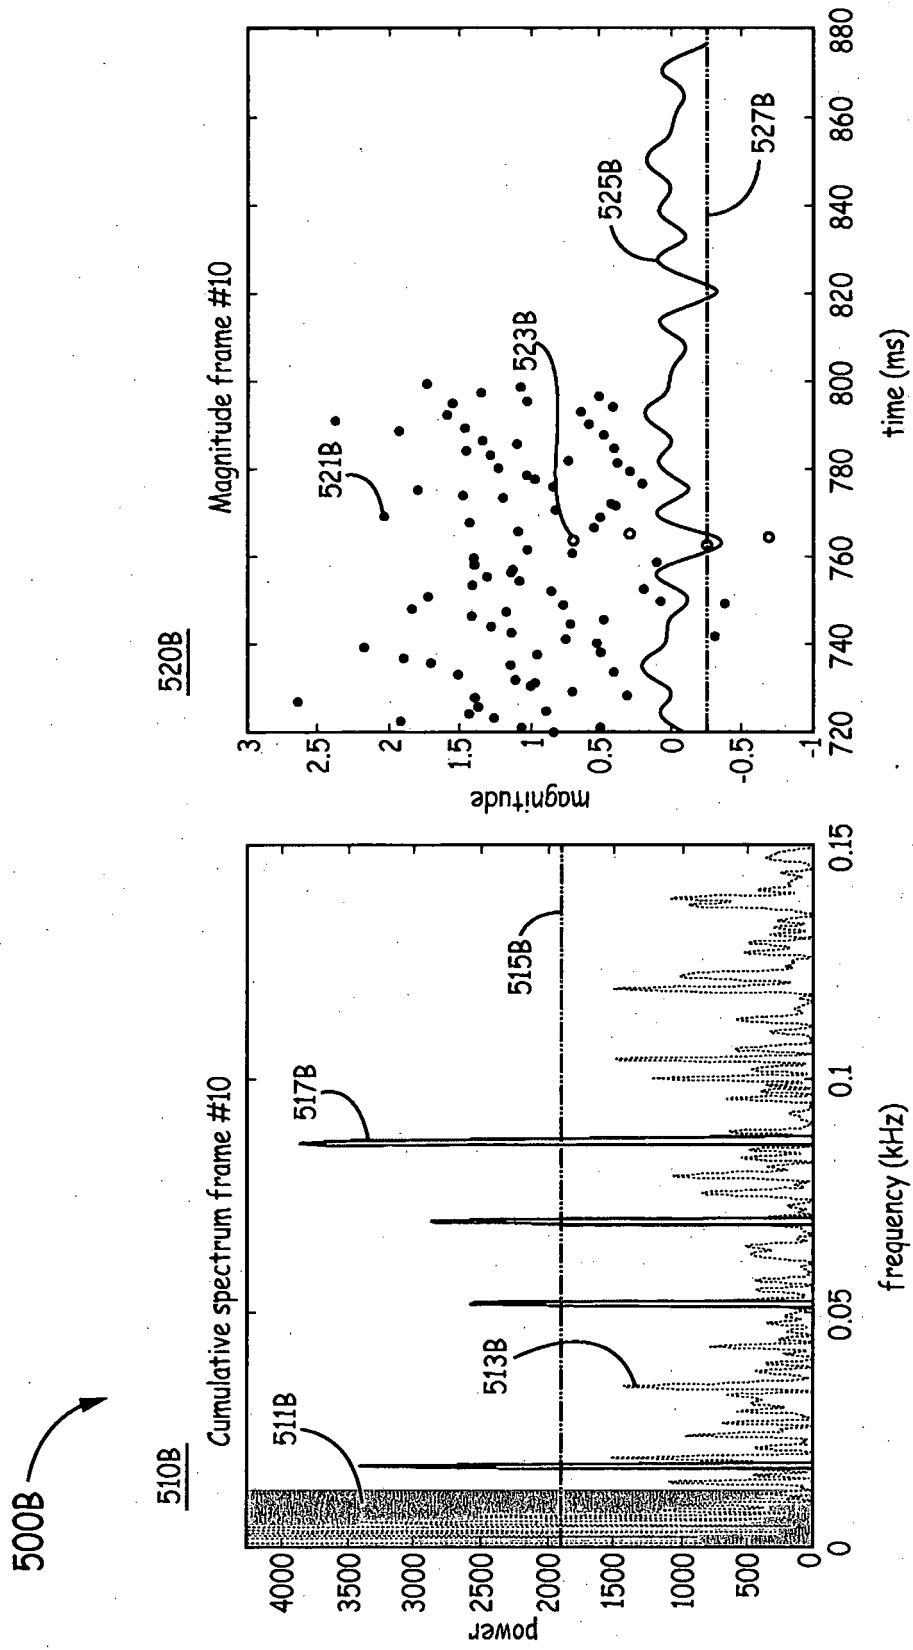 500B
510B
Cumulative spectrum frame #10
511B
513B
515B
517B
power
4000
3500
3000
2500
2000
1500
1000
500
0
0
0.05
0.1
0.15
frequency (kHz)
520B
Magnitude frame #10
521B
523B
525B
527B
magnitude
3
2.5
2
1.5
1
0.5
0
-0.5
-1
720
740
760
780
800
820
840
860
880
time (ms)